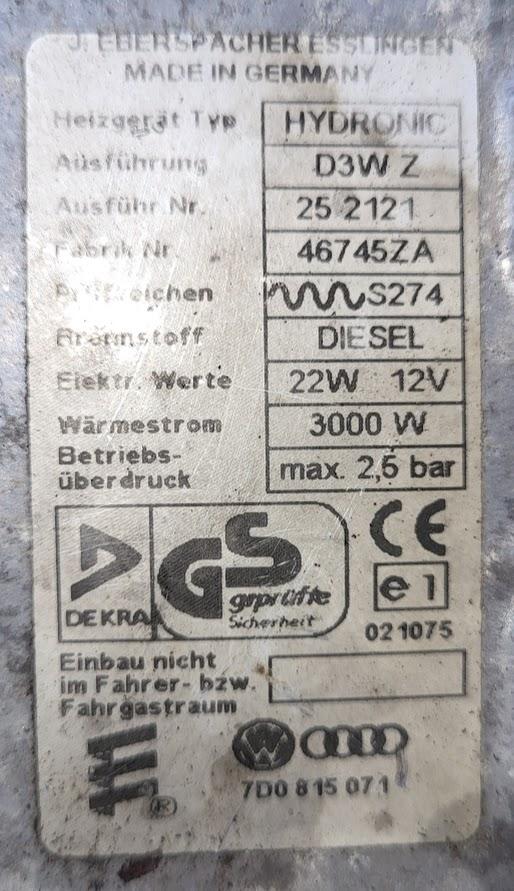 J. EBERSPÄCHER ESSLINGEN
MADE IN GERMANY
Heizgerät Typ HYDRONIC
Ausführung D3W Z
Ausführ Nr. 25 2121
Fabrik Nr. 46745ZA
Prüfzeichen S274
Brennstoff DIESEL
Elektr. Werte 22W 12V
Wärmestrom 3000 W
Betriebs-
überdruck max. 2,5 bar
DEKRA
GS
geprüfte
Sicherheit
CE
e 1
021075
Einbau nicht
im Fahrer- bzw.
Fahrgastraum
®
7D0 815 071